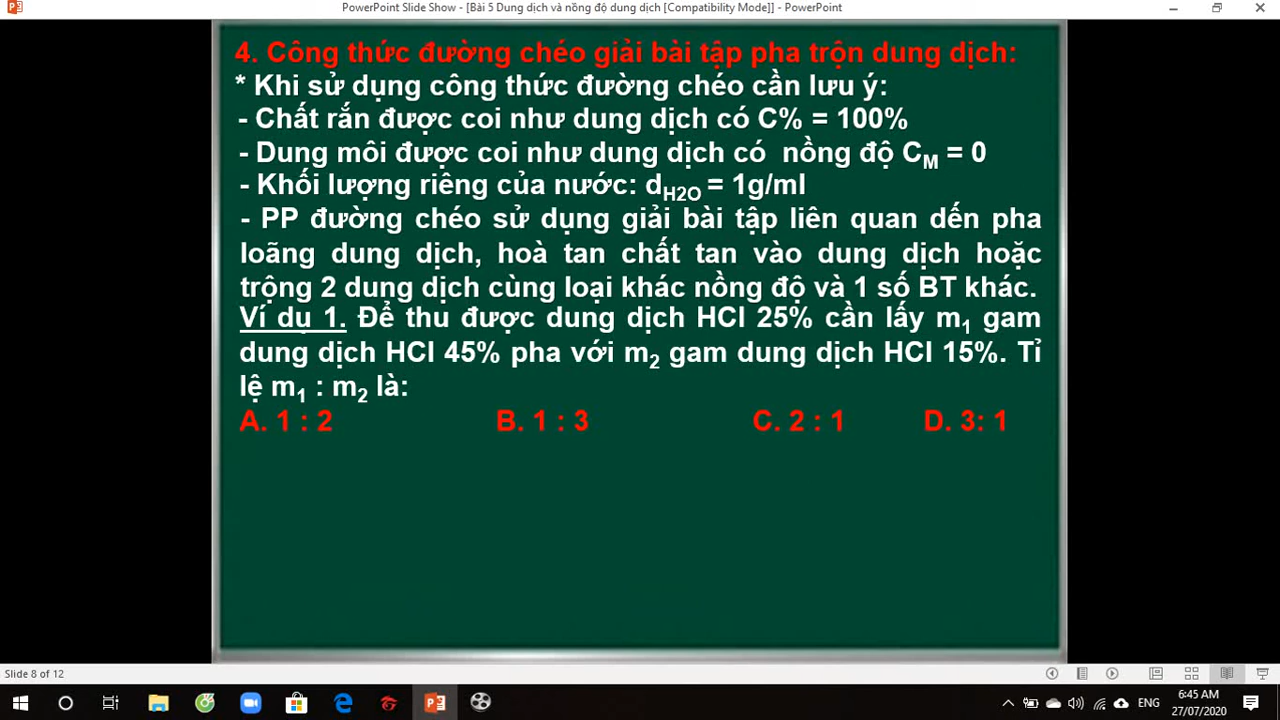 PowerPoint Slide Show - [Bài 5 Dung dịch và nồng độ dung dịch [Compatibility Mode]] - PowerPoint
4. Công thức đường chéo giải bài tập pha trộn dung dịch:
* Khi sử dụng công thức đường chéo cần lưu ý:
- Chất rắn được coi như dung dịch có C% = 100%
- Dung môi được coi như dung dịch có nồng độ CM = 0
- Khối lượng riêng của nước: dH2O = 1g/ml
- PP đường chéo sử dụng giải bài tập liên quan dến pha
loãng dung dịch, hoà tan chất tan vào dung dịch hoặc
trộng 2 dung dịch cùng loại khác nồng độ và 1 số BT khác.
Ví dụ 1. Để thu được dung dịch HCl 25% cần lấy m1 gam
dung dịch HCl 45% pha với m2 gam dung dịch HCl 15%. Tỉ
lệ m1 : m2 là:
A. 1 : 2 B. 1 : 3 C. 2 : 1 D. 3: 1
Slide 8 of 12
ENG
6:45 AM
27/07/2020